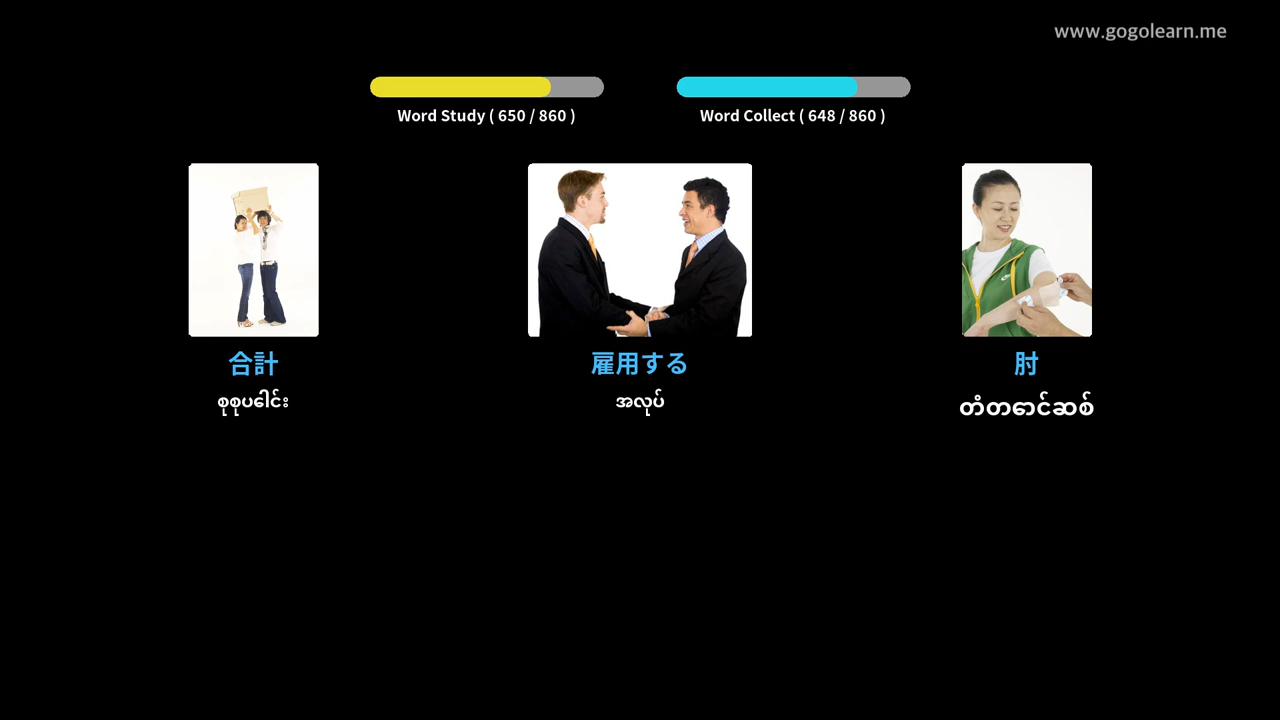 www.gogolearn.me
Word Study ( 650 / 860 )
Word Collect ( 648 / 860 )
合計
雇用する
肘
စုစုပေါင်း
အလုပ်
တံတောင်ဆစ်